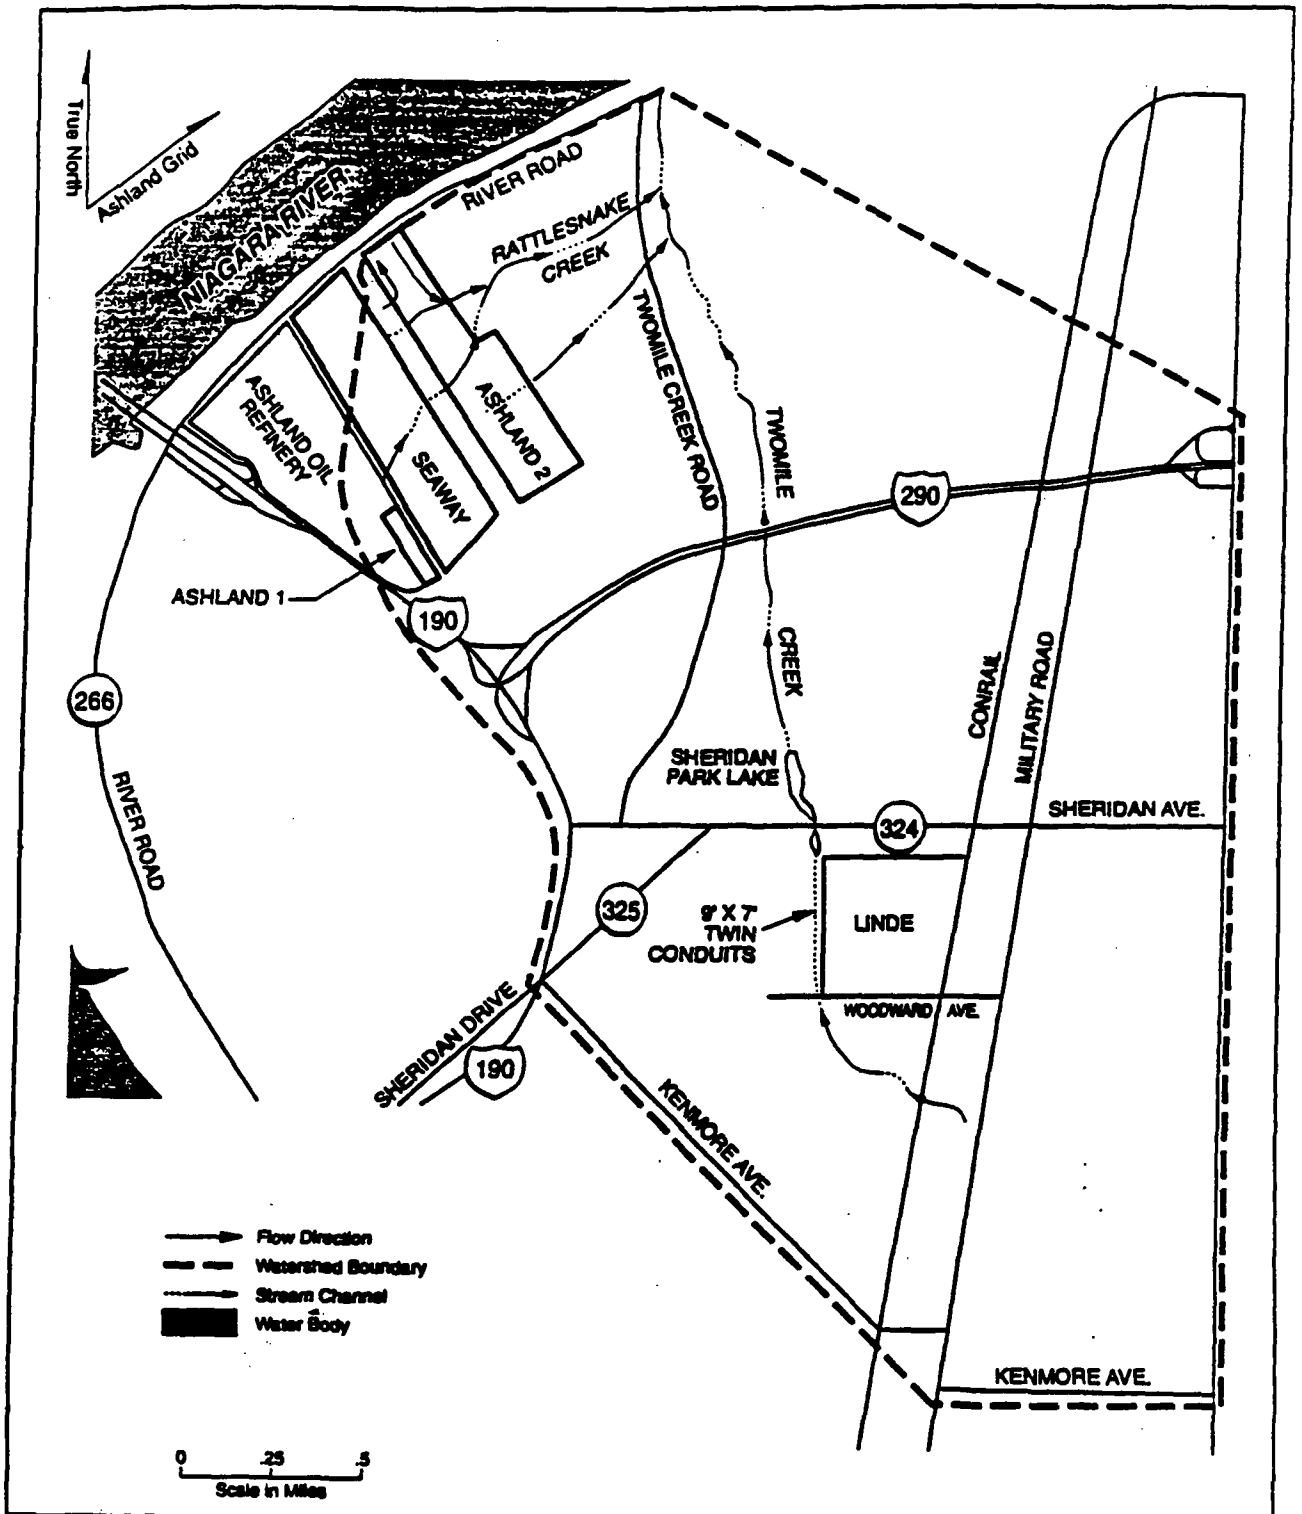 True North
Ashland Grid
NIAGARA RIVER
RIVER ROAD
RATTLESNAKE
CREEK
TWOMILE CREEK ROAD
ASHLAND OIL
REFINERY
SEAWAY
ASHLAND 2
ASHLAND 1
TWOMILE
CREEK
290
190
266
RIVER ROAD
CONRAIL
MILITARY ROAD
SHERIDAN
PARK LAKE
SHERIDAN AVE.
324
325
9' X 7'
TWIN
CONDUITS
LINDE
WOODWARD AVE.
SHERIDAN DRIVE
190
KENMORE AVE.
KENMORE AVE.
Flow Direction
Watershed Boundary
Stream Channel
Water Body
0 .25 .5
Scale in Miles